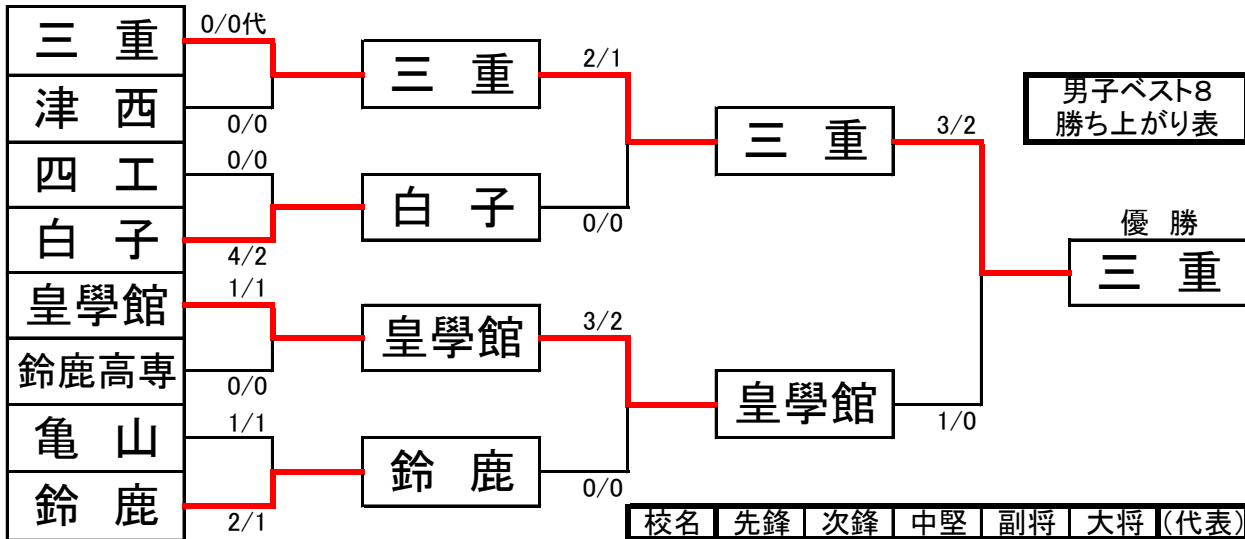 三 重
津 西
四 工
白 子
皇學館
鈴鹿高専
亀 山
鈴 鹿
0/0代
0/0
0/0
4/2
1/1
0/0
1/1
2/1
三 重
白 子
皇學館
鈴 鹿
2/1
0/0
3/2
0/0
三 重
皇學館
3/2
1/0
男子ベスト8
勝ち上がり表
優 勝
三 重
校名 先鋒 次鋒 中堅 副将 大将 (代表)